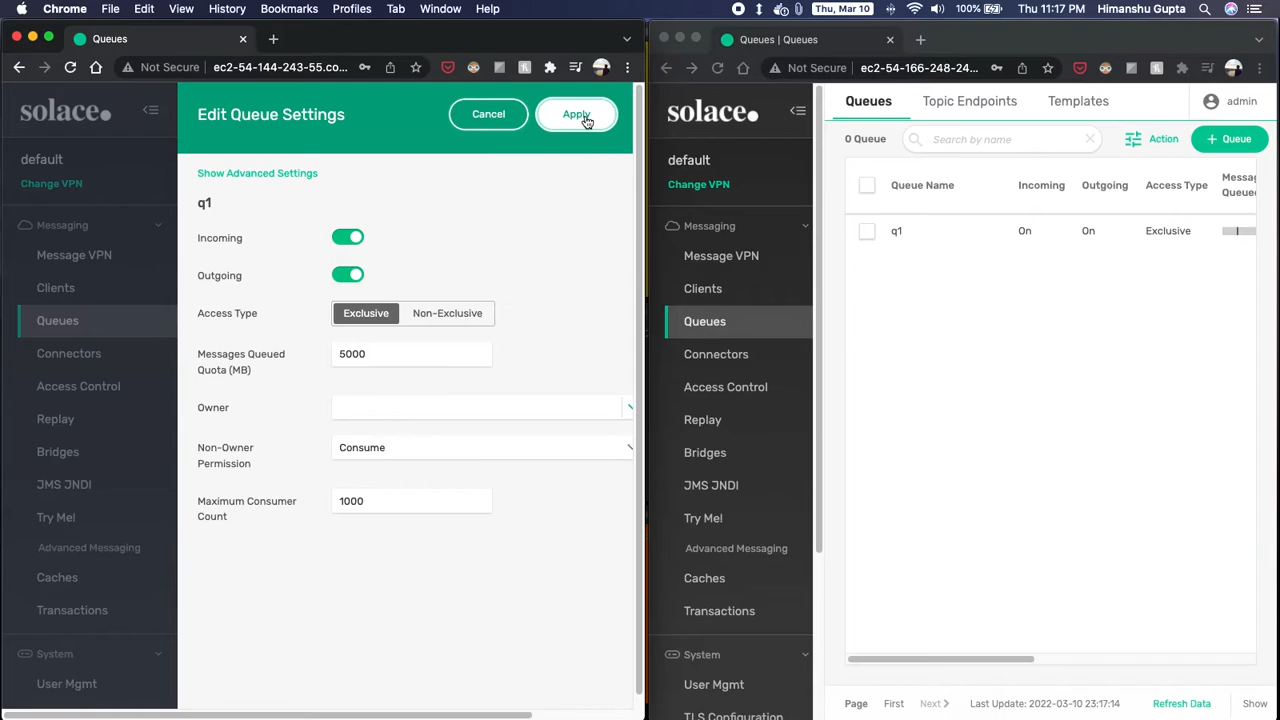 Chrome File Edit View History Bookmarks Profiles Tab Window Help 100% Thu, Mar 10 Thu, Mar 10 11:17 PM Himanshu Gupta
Queues
Not Secure ec2-54-144-243-55.co...
solace.
default
Change VPN
Messaging
Message VPN
Clients
Queues
Connectors
Access Control
Replay
Bridges
JMS JNDI
Try Me!
Advanced Messaging
Caches
Transactions
System
User Mgmt
Edit Queue Settings
Cancel
Apply
Show Advanced Settings
q1
Incoming
Outgoing
Access Type Exclusive Non-Exclusive
Messages Queued
Quota (MB) 5000
Owner
Non-Owner
Permission Consume
Maximum Consumer
Count 1000
Queues | Queues
Not Secure ec2-54-166-248-24...
solace.
default
Change VPN
Messaging
Message VPN
Clients
Queues
Connectors
Access Control
Replay
Bridges
JMS JNDI
Try Me!
Advanced Messaging
Caches
Transactions
System
User Mgmt
TLS Configuration
Queues Topic Endpoints Templates admin
0 Queue Search by name Action + Queue
Queue Name Incoming Outgoing Access Type
q1 On On Exclusive
Page First Next Last Update: 2022-03-10 23:17:14 Refresh Data Show